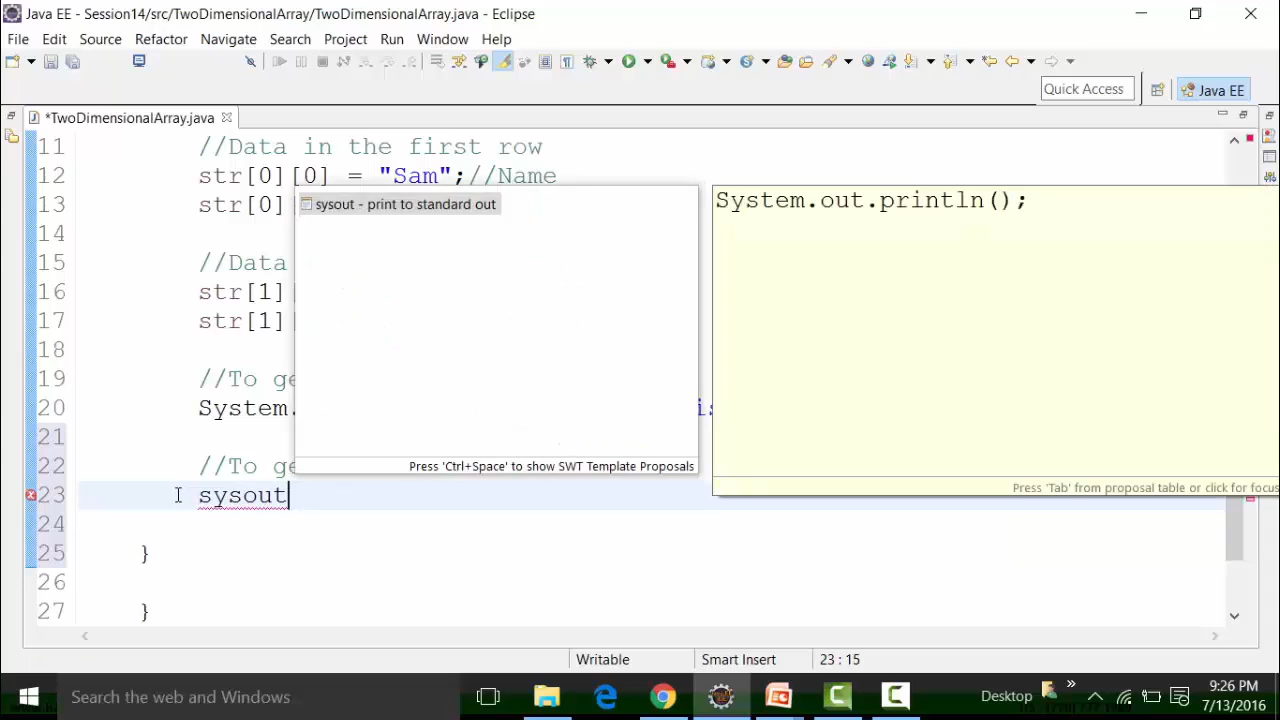 Java EE - Session14/src/TwoDimensionalArray/TwoDimensionalArray.java - Eclipse
File Edit Source Refactor Navigate Search Project Run Window Help
Quick Access
Java EE
*TwoDimensionalArray.java
11 //Data in the first row
12 str[0][0] = "Sam";//Name
13 str[0]
sysout - print to standard out
System.out.println();
15 //Data
16 str[1]
17 str[1]
18
19 //To ge
20 System.
21
22 //To ge
Press 'Ctrl+Space' to show SWT Template Proposals
Press 'Tab' from proposal table or click for focus
23 sysout
24
25 }
26
27 }
Writable Smart Insert 23 : 15
Search the web and Windows
Desktop
9:26 PM
7/13/2016